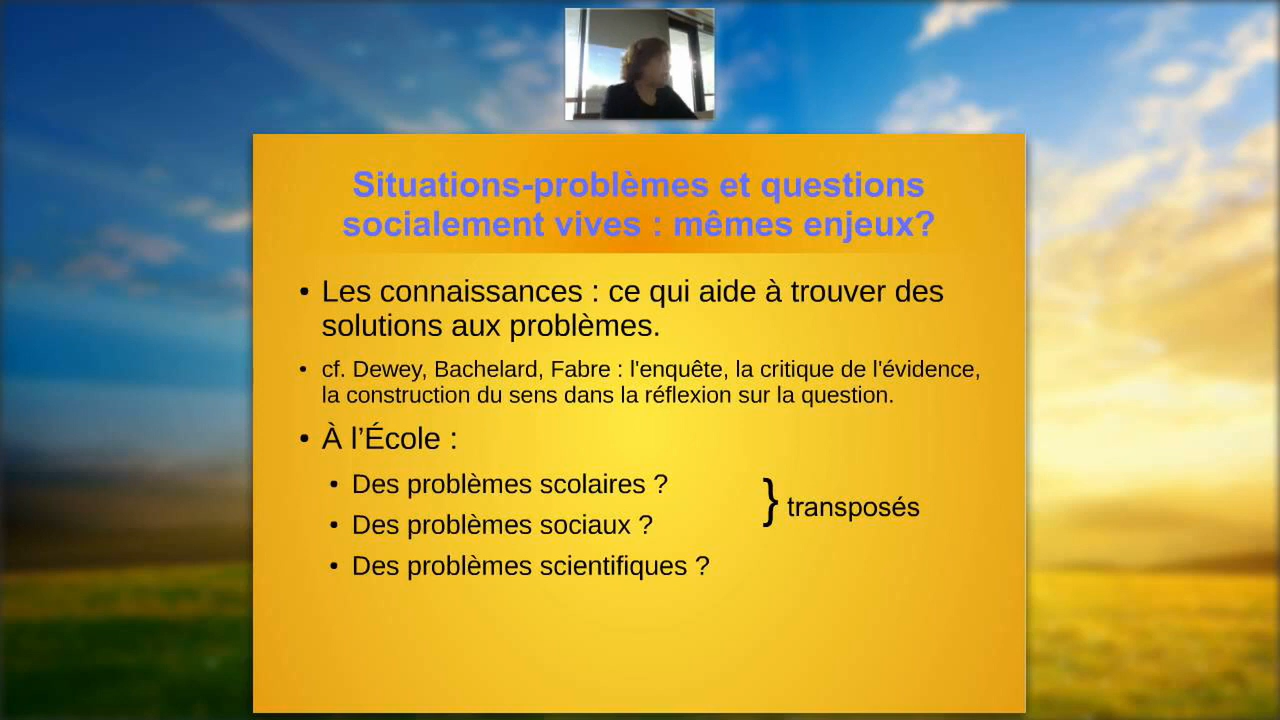 Situations-problèmes et questions
socialement vives : mêmes enjeux?
• Les connaissances : ce qui aide à trouver des
solutions aux problèmes.
• cf. Dewey, Bachelard, Fabre : l'enquête, la critique de l'évidence,
la construction du sens dans la réflexion sur la question.
• À l’École :
• Des problèmes scolaires ?
} transposés
• Des problèmes sociaux ?
• Des problèmes scientifiques ?